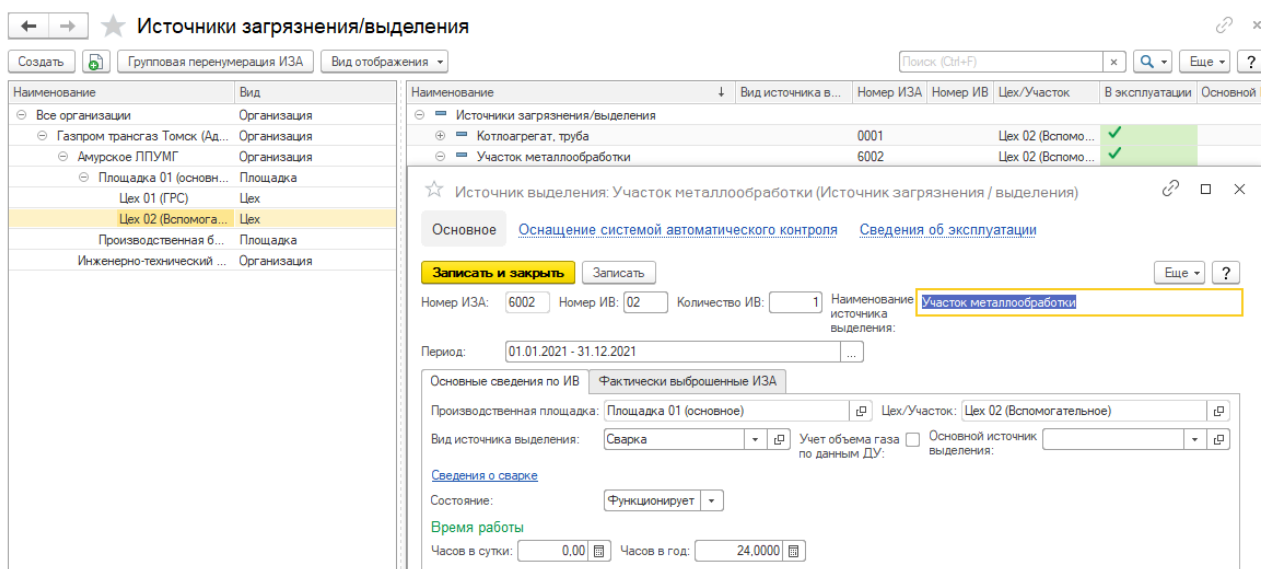 Источники загрязнения/выделения
Создать Групповая перенумерация ИЗА Вид отображения Поиск (Ctrl+F) x Еще ?
Наименование Вид
Все организации Организация
Газпром трансгаз Томск (Ад... Организация
Амурское ЛПУМГ Организация
Площадка 01 (основн... Площадка
Цех 01 (ГРС) Цех
Цех 02 (Вспомога... Цех
Производственная б... Площадка
Инженерно-технический ... Организация
Наименование ↓ Вид источника в... Номер ИЗА Номер ИВ Цех/Участок В эксплуатации Основной
Источники загрязнения/выделения
Котлоагрегат, труба 0001 Цех 02 (Вспомо...
Участок металлообработки 6002 Цех 02 (Вспомо...
Источник выделения: Участок металлообработки (Источник загрязнения / выделения)
Основное Оснащение системой автоматического контроля Сведения об эксплуатации
Записать и закрыть Записать Еще ?
Номер ИЗА: 6002 Номер ИВ: 02 Количество ИВ: 1 Наименование источника выделения: Участок металлообработки
Период: 01.01.2021 - 31.12.2021 ...
Основные сведения по ИВ Фактически выброшенные ИЗА
Производственная площадка: Площадка 01 (основное) Цех/Участок: Цех 02 (Вспомогательное)
Вид источника выделения: Сварка Учет объема газа по данным ДУ: Основной источник выделения:
Сведения о сварке
Состояние: Функционирует
Время работы
Часов в сутки: 0,00 Часов в год: 24,0000